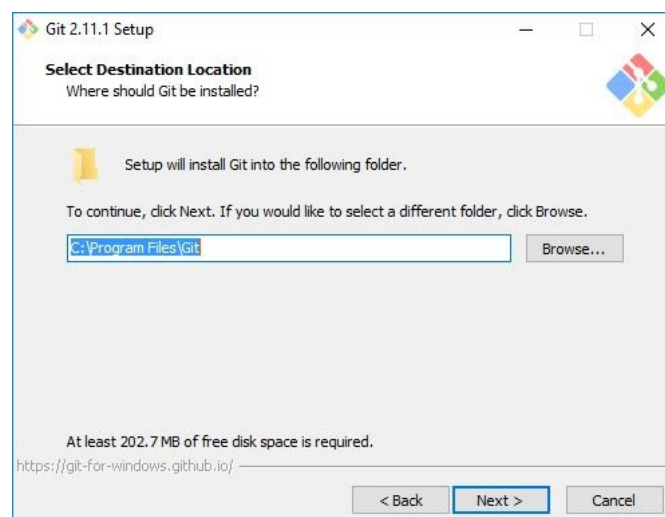 Git 2.11.1 Setup
Select Destination Location
Where should Git be installed?
Setup will install Git into the following folder.
To continue, click Next. If you would like to select a different folder, click Browse.
C:\Program Files\Git
Browse...
At least 202.7 MB of free disk space is required.
https://git-for-windows.github.io/
< Back
Next >
Cancel